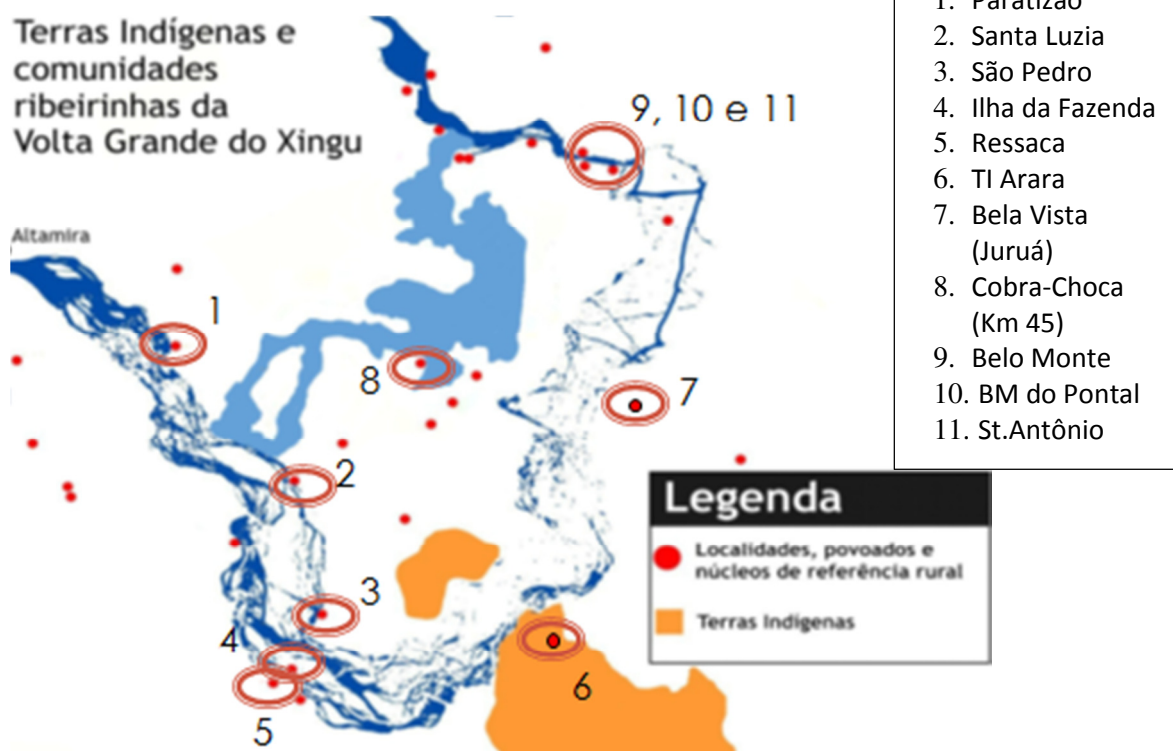 Terras Indígenas e
comunidades
ribeirinhas da
Volta Grande do Xingu
9, 10 e 11
Altamira
1
8
7
2
3
4
6
5
Legenda
Localidades, povoados e
núcleos de referência rural
Terras Indígenas
1. Paratizão
2. Santa Luzia
3. São Pedro
4. Ilha da Fazenda
5. Ressaca
6. TI Arara
7. Bela Vista
(Juruá)
8. Cobra-Choca
(Km 45)
9. Belo Monte
10. BM do Pontal
11. St.Antônio